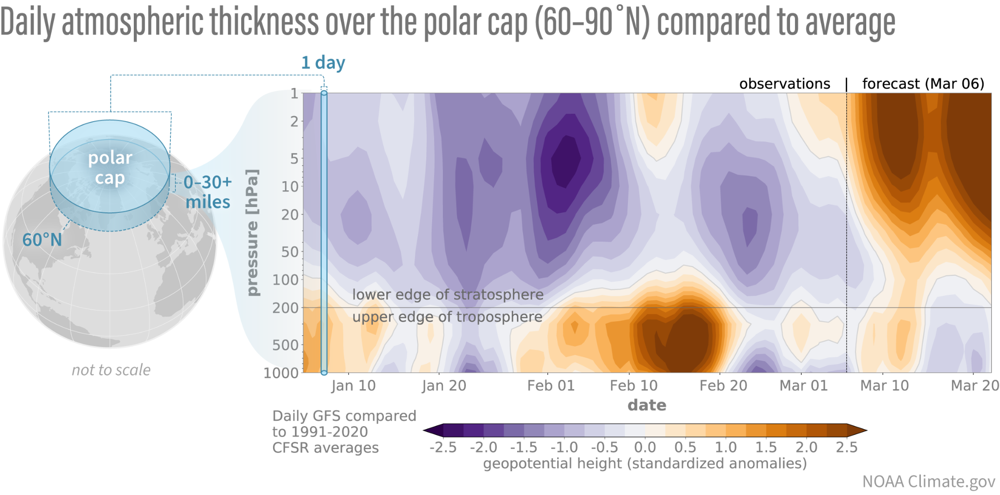 Daily atmospheric thickness over the polar cap (60–90˚N) compared to average
1 day
observations | forecast (Mar 06)
polar
cap
0–30+
miles
60°N
not to scale
pressure [hPa]
1
2
5
10
20
50
100
200
500
1000
lower edge of stratosphere
upper edge of troposphere
Jan 10 Jan 20 Feb 01 Feb 10 Feb 20 Mar 01 Mar 10 Mar 20
date
Daily GFS compared
to 1991-2020
CFSR averages
-2.5 -2.0 -1.5 -1.0 -0.5 0.0 0.5 1.0 1.5 2.0 2.5
geopotential height (standardized anomalies)
NOAA Climate.gov